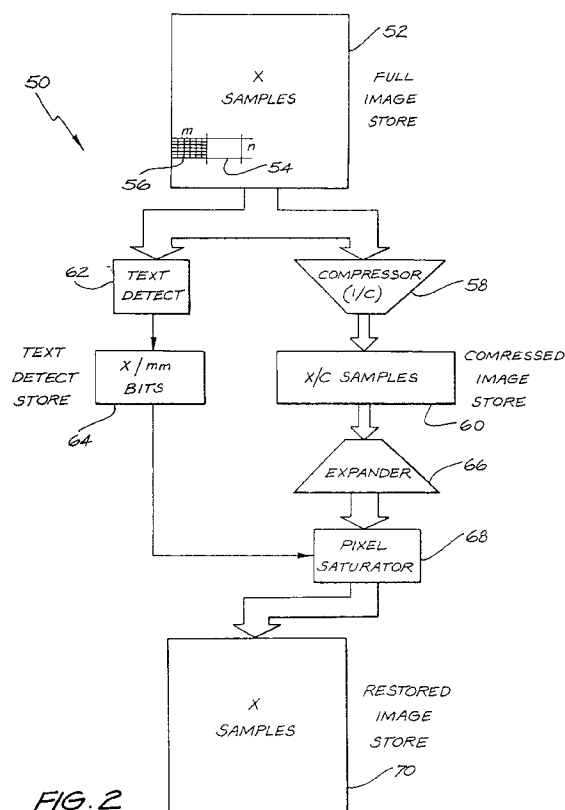 52
50
X
SAMPLES
FULL
IMAGE
STORE
m
n
56
54
62
TEXT
DETECT
COMPRESSOR
(1/C)
58
TEXT
DETECT
STORE
X/mm
BITS
64
X/C SAMPLES
60
COMRESSED
IMAGE
STORE
EXPANDER
66
PIXEL
SATURATOR
68
X
SAMPLES
RESTORED
IMAGE
STORE
70
FIG. 2